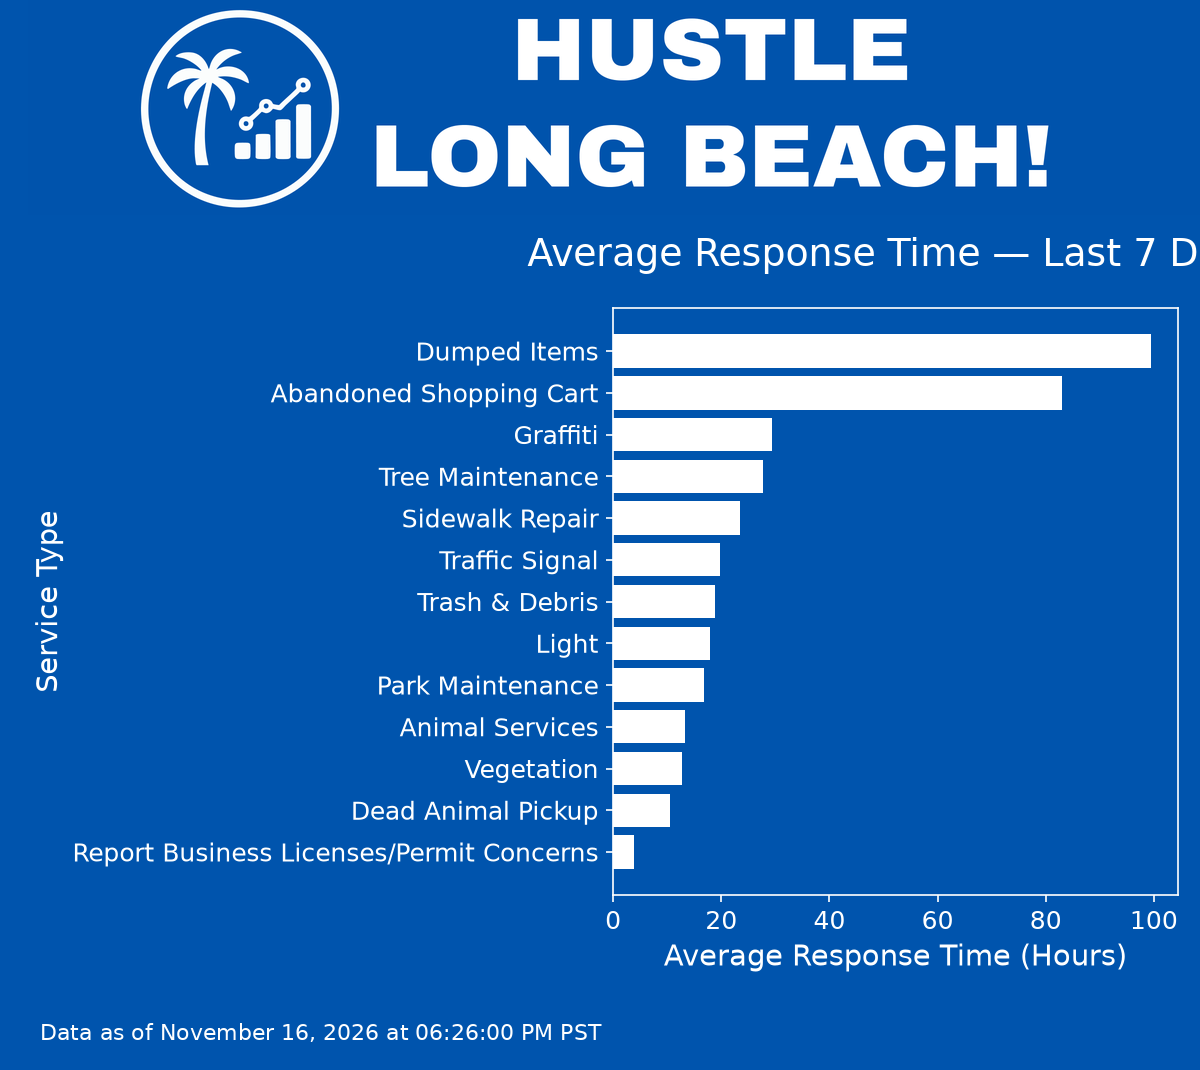 HUSTLE
LONG BEACH!
Average Response Time — Last 7 D
Dumped Items
Abandoned Shopping Cart
Graffiti
Tree Maintenance
Sidewalk Repair
Traffic Signal
Trash & Debris
Light
Park Maintenance
Animal Services
Vegetation
Dead Animal Pickup
Report Business Licenses/Permit Concerns
Service Type
0 20 40 60 80 100
Average Response Time (Hours)
Data as of November 16, 2026 at 06:26:00 PM PST